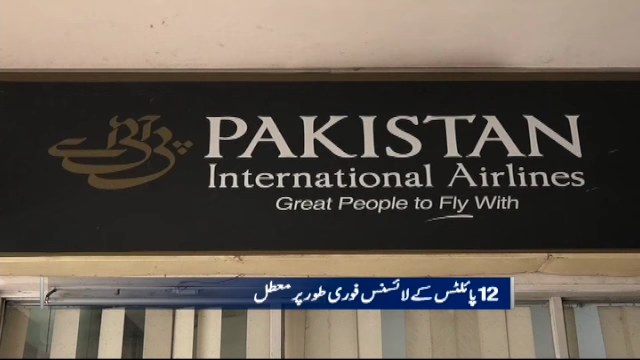 پی آئی اے
PAKISTAN
International Airlines
Great People to Fly With
12 پائلٹس کے لائسنس فوری طور پر معطل